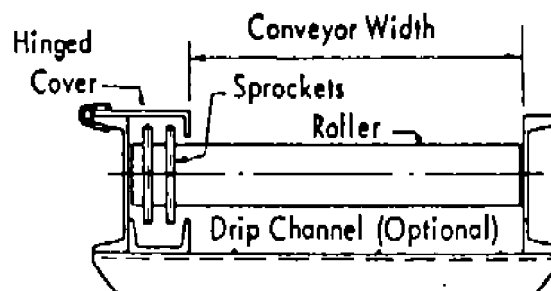 Conveyor Width
Hinged
Cover
Sprockets
Roller
Drip Channel (Optional)